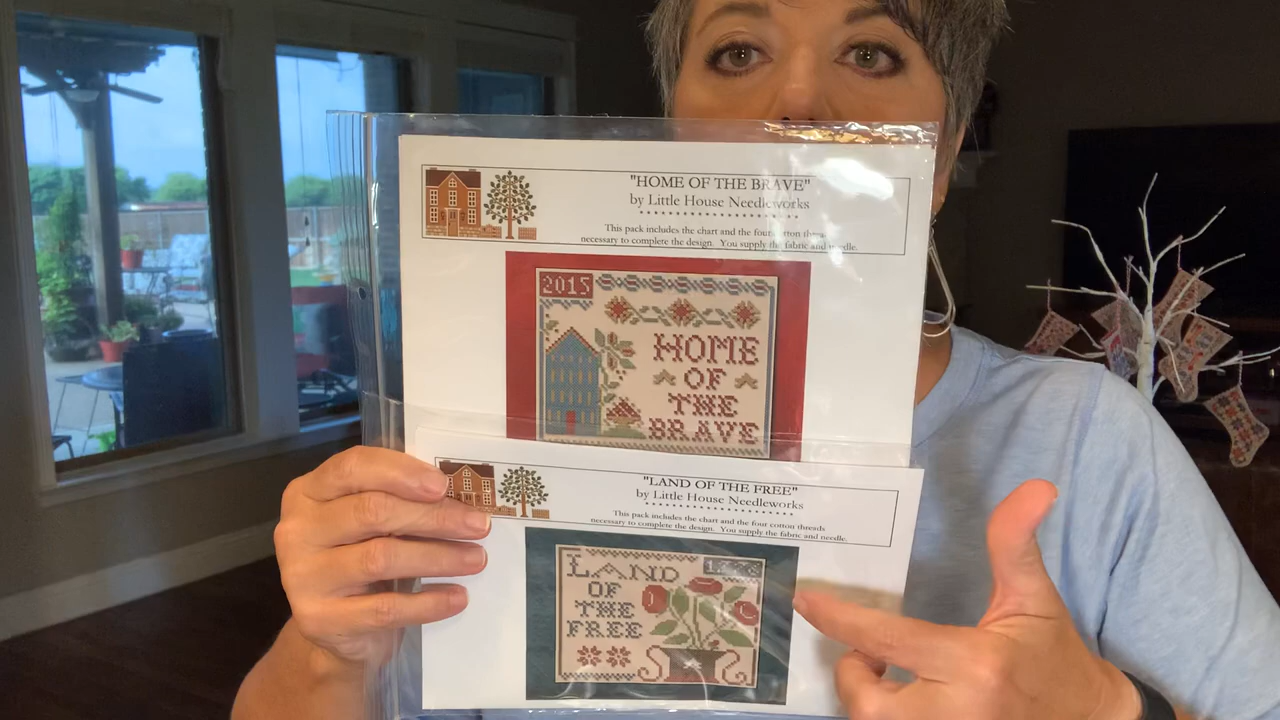 "HOME OF THE BRAVE"
by Little House Needleworks
This pack includes the chart and the four cotton threads
necessary to complete the design. You supply the fabric and needle.
2015
HOME
OF
THE
BRAVE
"LAND OF THE FREE"
by Little House Needleworks
This pack includes the chart and the four cotton threads
necessary to complete the design. You supply the fabric and needle.
LAND
OF
THE
FREE